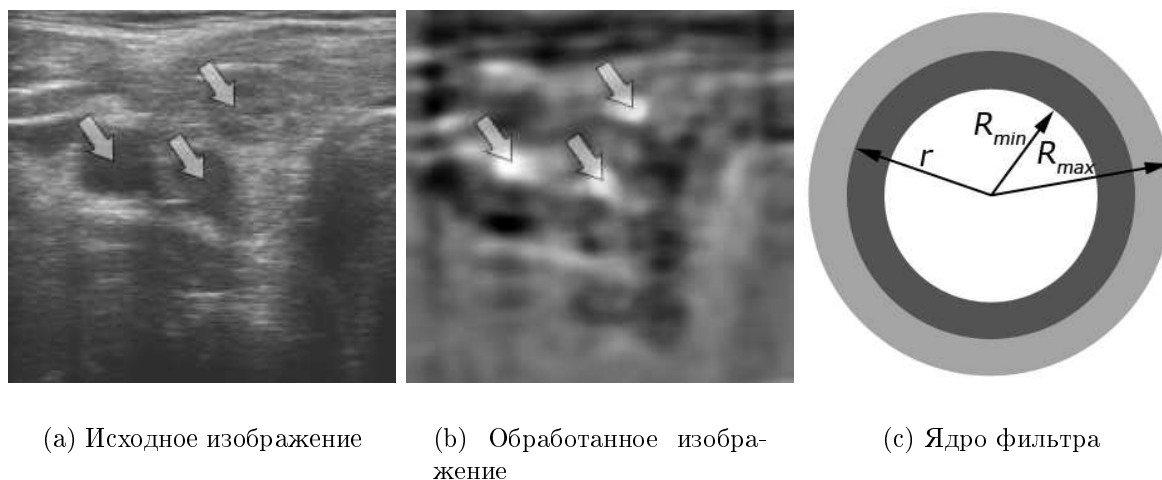 R_min
R_max
r
(a) Исходное изображение
(b) Обработанное изобра-
жение
(c) Ядро фильтра